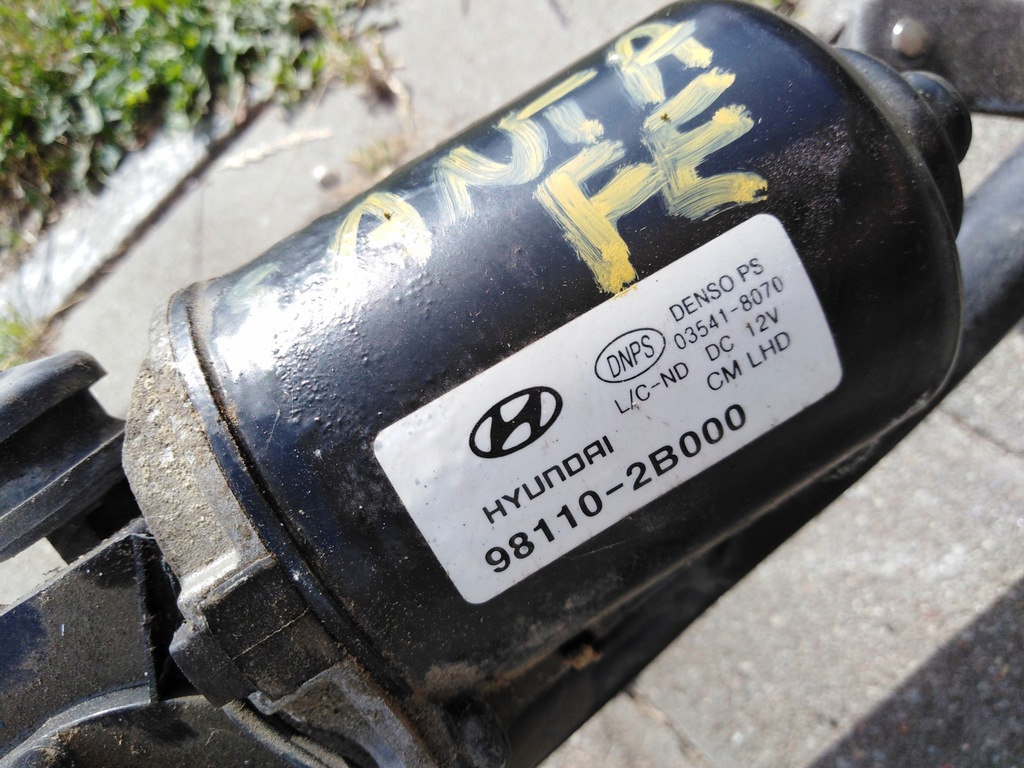 SANTA
FE
DNPS
DENSO PS
03541-8070
L/C-ND DC 12V
CM LHD
HYUNDAI
98110-2B000